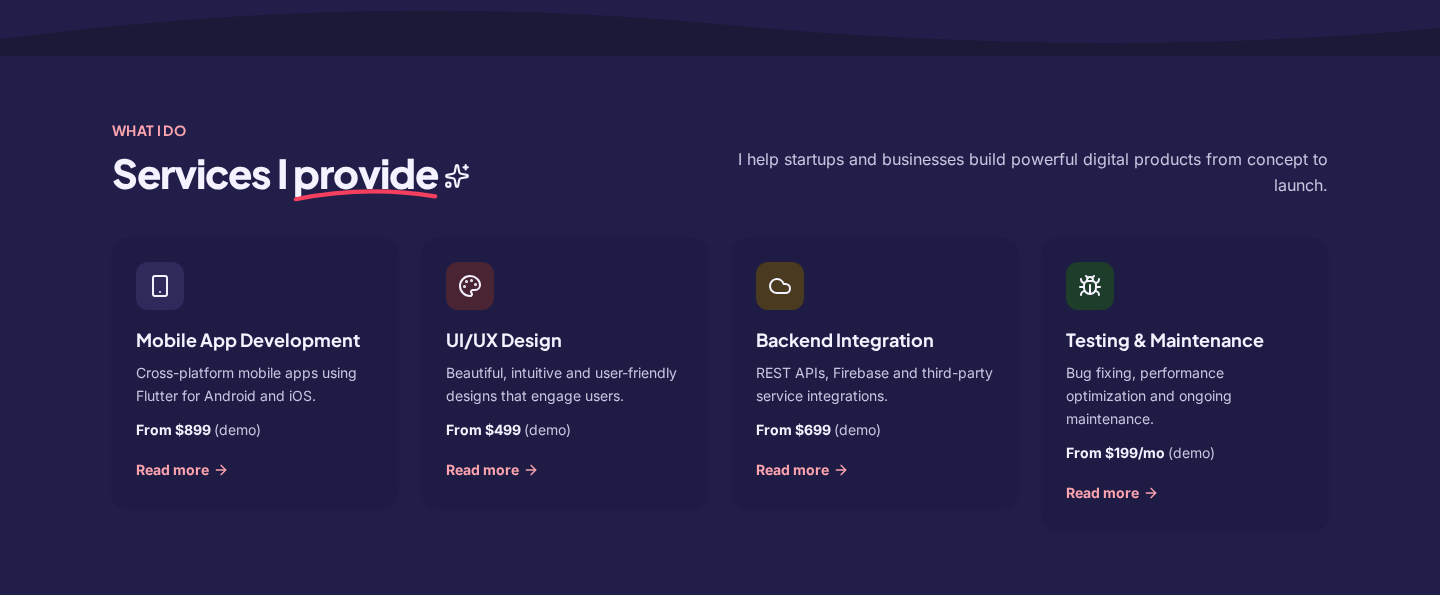 WHAT I DO
Services I provide
I help startups and businesses build powerful digital products from concept to
launch.
Mobile App Development
Cross-platform mobile apps using
Flutter for Android and iOS.
From $899 (demo)
Read more →
UI/UX Design
Beautiful, intuitive and user-friendly
designs that engage users.
From $499 (demo)
Read more →
Backend Integration
REST APIs, Firebase and third-party
service integrations.
From $699 (demo)
Read more →
Testing & Maintenance
Bug fixing, performance
optimization and ongoing
maintenance.
From $199/mo (demo)
Read more →